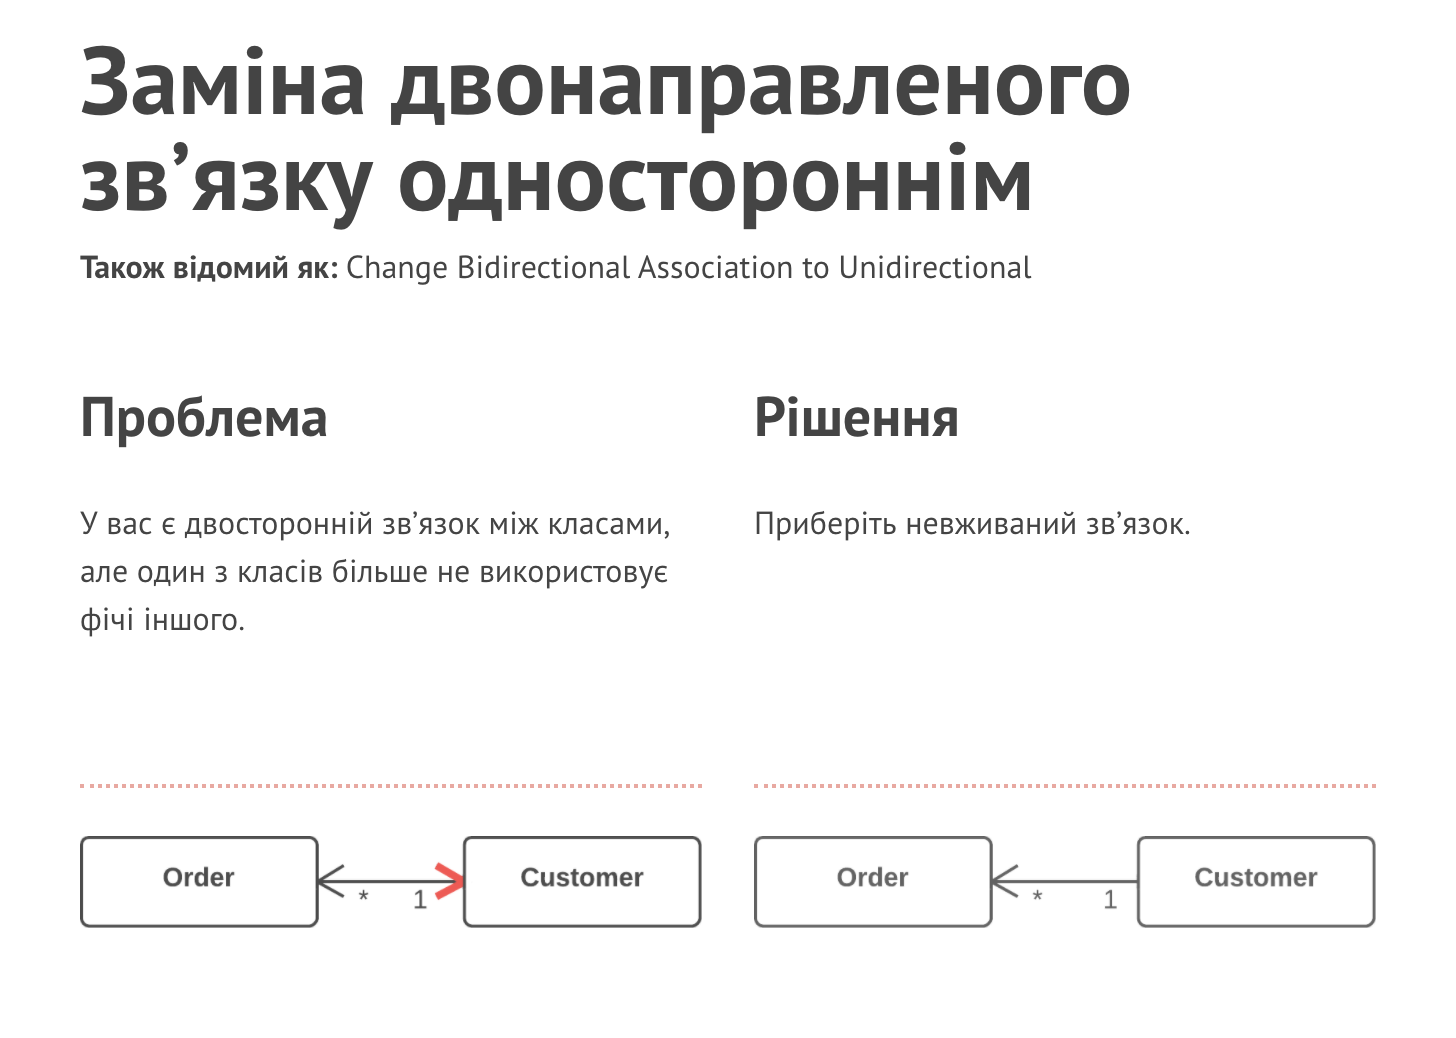 Заміна двонаправленого
зв’язку одностороннім
Також відомий як: Change Bidirectional Association to Unidirectional
Проблема
У вас є двосторонній зв’язок між класами,
але один з класів більше не використовує
фічі іншого.
Рішення
Приберіть невживаний зв’язок.
Order
* 1
Customer
Order
* 1
Customer